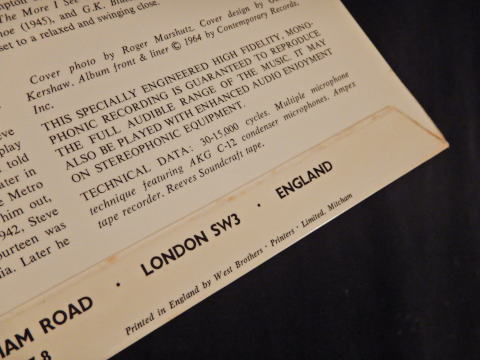 The More I See
hoe (1945), and G.K.
set to a relaxed and swinging close.
Cover photo by Roger Marshutz. Cover design by
Kershaw. Album front & liner © 1964 by Contemporary Records,
Inc.
THIS SPECIALLY ENGINEERED HIGH FIDELITY, MONO-
PHONIC RECORDING IS GUARANTEED TO REPRODUCE
THE FULL AUDIBLE RANGE OF THE MUSIC. IT MAY
ALSO BE PLAYED WITH ENHANCED AUDIO ENJOYMENT
ON STEREOPHONIC EQUIPMENT.
TECHNICAL DATA: 30-15,000 cycles. Multiple microphone
technique featuring AKG C-12 condenser microphones. Ampex
tape recorder, Reeves Soundcraft tape.
eve
play
told
ater in
e Metro
him out,
942, Steve
ourteen was
nia. Later he
HAM ROAD · LONDON SW3 · ENGLAND
Printed in England by West Brothers · Printers · Limited, Mitcham